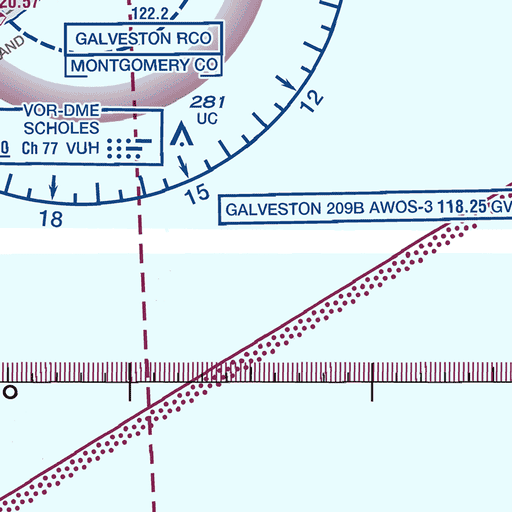 122.2
GALVESTON RCO
MONTGOMERY CO
VOR-DME
SCHOLES
Ch 77 VUH
281
UC
12
15
18
GALVESTON 209B AWOS-3 118.25 GV